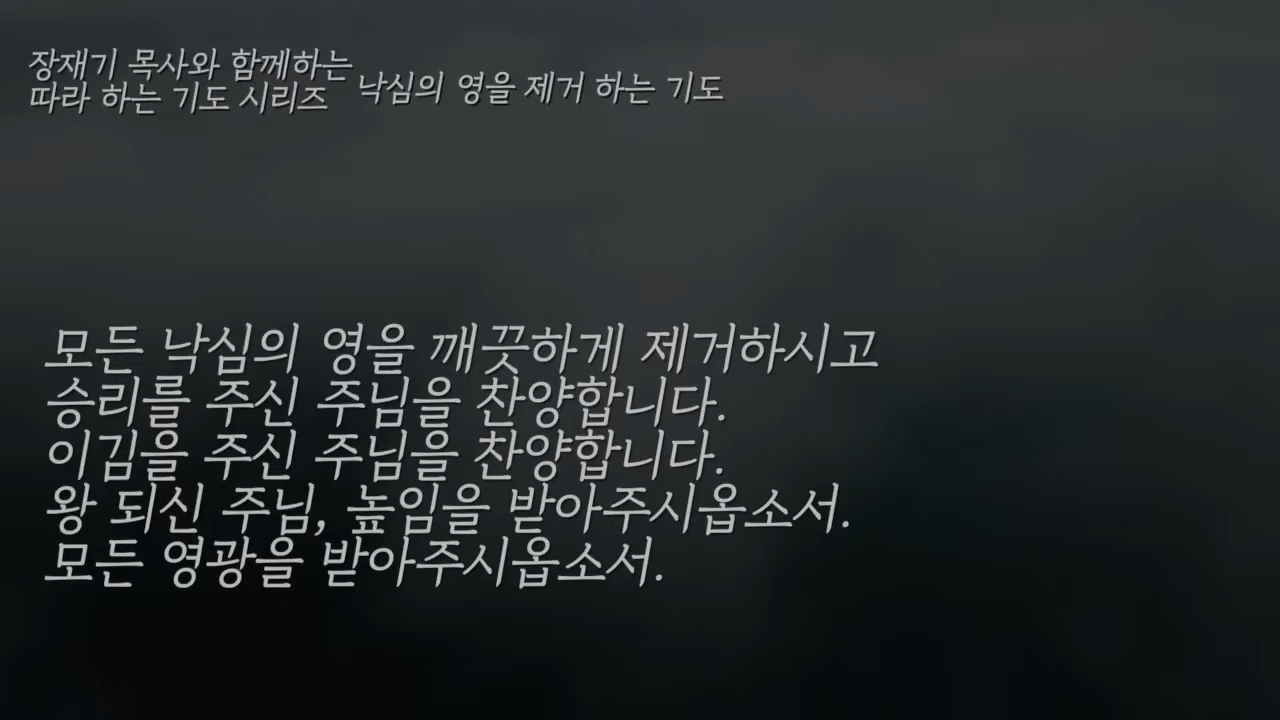 장재기 목사와 함께하는
따라 하는 기도 시리즈
낙심의 영을 제거 하는 기도
모든 낙심의 영을 깨끗하게 제거하시고
승리를 주신 주님을 찬양합니다.
이김을 주신 주님을 찬양합니다.
왕 되신 주님, 높임을 받아주시옵소서.
모든 영광을 받아주시옵소서.